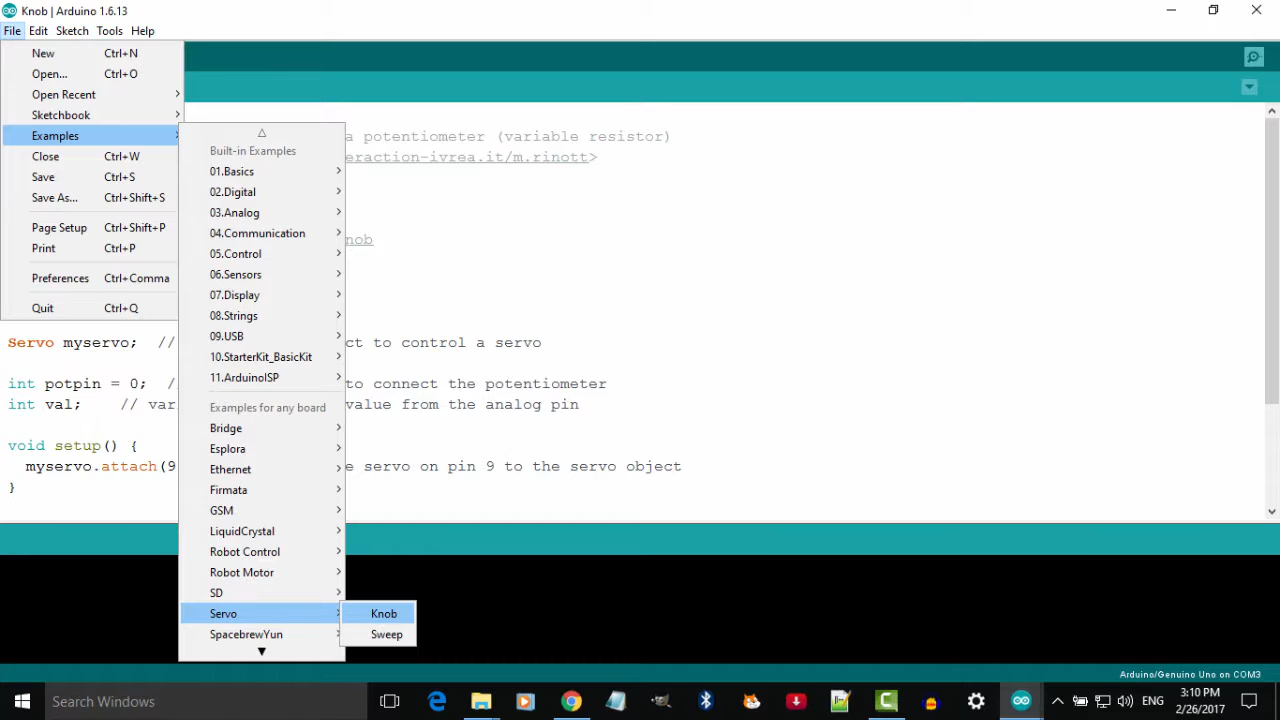 Knob | Arduino 1.6.13
File Edit Sketch Tools Help
New Ctrl+N
Open... Ctrl+O
Open Recent
Sketchbook
Examples
Close Ctrl+W
Save Ctrl+S
Save As... Ctrl+Shift+S
Page Setup Ctrl+Shift+P
Print Ctrl+P
Preferences Ctrl+Comma
Quit Ctrl+Q
Built-in Examples
01.Basics
02.Digital
03.Analog
04.Communication
05.Control
06.Sensors
07.Display
08.Strings
09.USB
10.StarterKit_BasicKit
11.ArduinoISP
Examples for any board
Bridge
Esplora
Ethernet
Firmata
GSM
LiquidCrystal
Robot Control
Robot Motor
SD
Servo
SpacebrewYun
Knob
Sweep
a potentiometer (variable resistor)
eraction-ivrea.it/m.rinott>
nob
Servo myservo; // ct to control a servo
int potpin = 0; // to connect the potentiometer
int val; // var value from the analog pin
void setup() {
myservo.attach(9 e servo on pin 9 to the servo object
}
Arduino/Genuino Uno on COM3
Search Windows
ENG
3:10 PM
2/26/2017